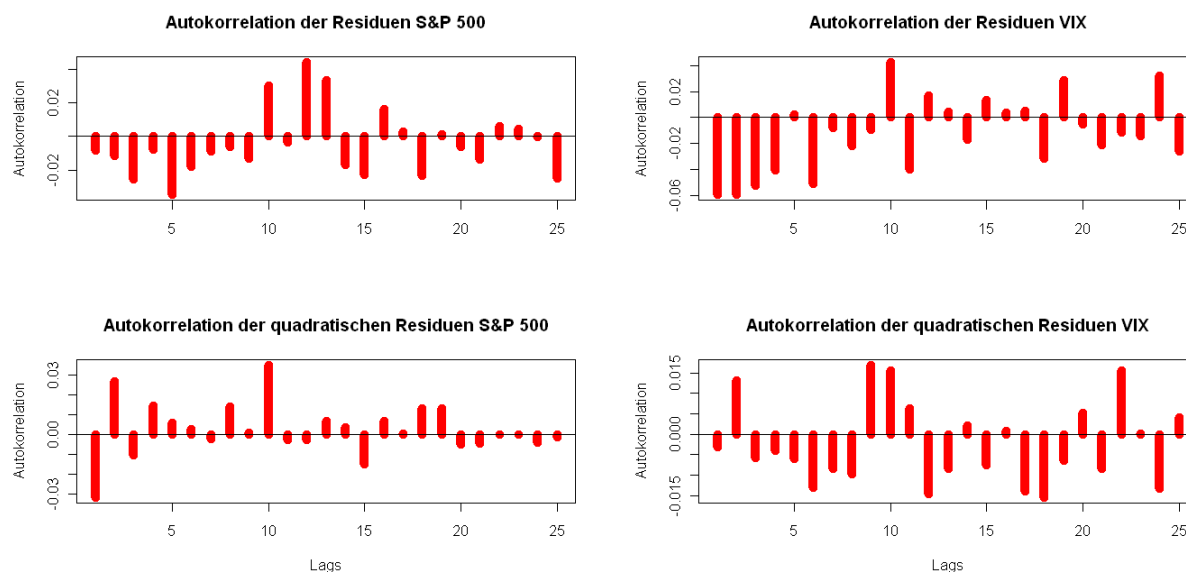 Autokorrelation der Residuen S&P 500
Autokorrelation
0.02
-0.02
5 10 15 20 25
Autokorrelation der Residuen VIX
Autokorrelation
0.02
-0.02
-0.06
5 10 15 20 25
Autokorrelation der quadratischen Residuen S&P 500
Autokorrelation
0.03
0.00
-0.03
5 10 15 20 25
Lags
Autokorrelation der quadratischen Residuen VIX
Autokorrelation
0.015
0.000
-0.015
5 10 15 20 25
Lags